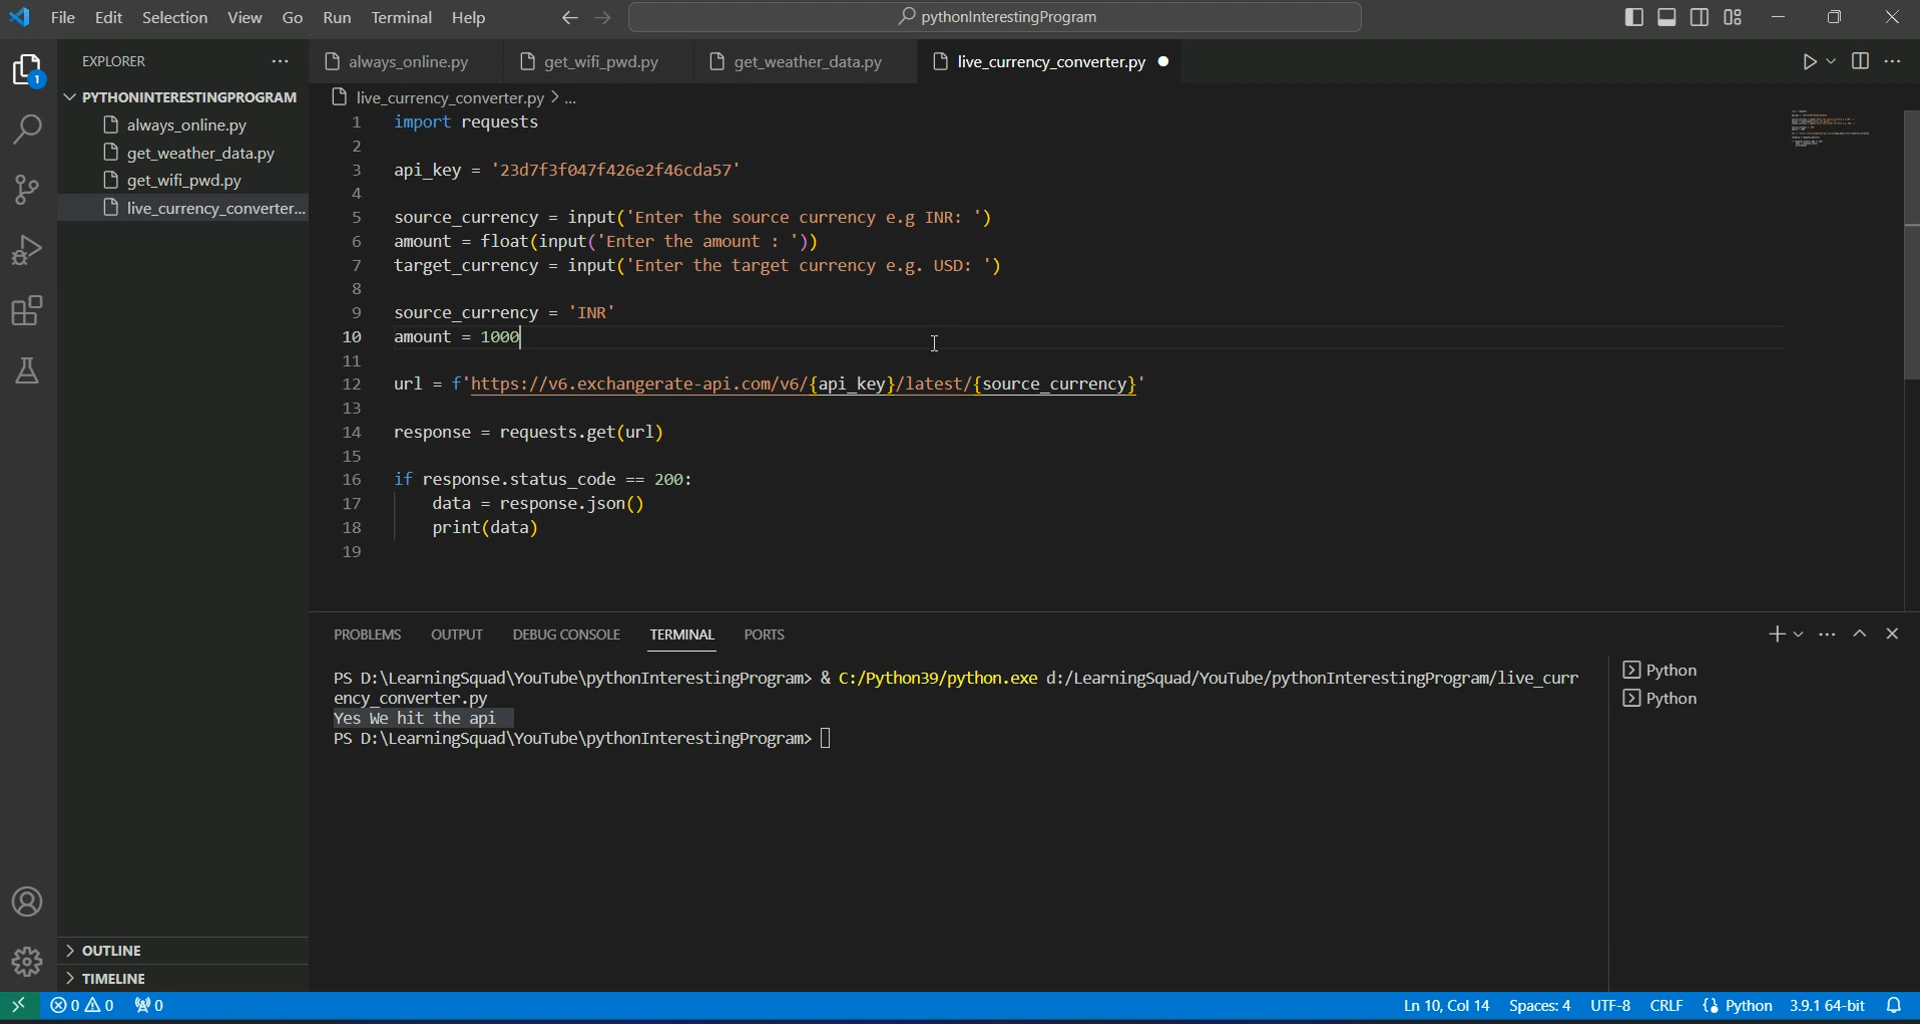 File Edit Selection View Go Run Terminal Help
pythonInterestingProgram
EXPLORER
always_online.py get_wifi_pwd.py get_weather_data.py live_currency_converter.py
1
PYTHONINTERESTINGPROGRAM
always_online.py
get_weather_data.py
get_wifi_pwd.py
live_currency_converter...
live_currency_converter.py > ...
1 import requests
2
3 api_key = '23d7f3f047f426e2f46cda57'
4
5 source_currency = input('Enter the source currency e.g INR: ')
6 amount = float(input('Enter the amount : '))
7 target_currency = input('Enter the target currency e.g. USD: ')
8
9 source_currency = 'INR'
10 amount = 1000
11
12 url = f'https://v6.exchangerate-api.com/v6/{api_key}/latest/{source_currency}'
13
14 response = requests.get(url)
15
16 if response.status_code == 200:
17 data = response.json()
18 print(data)
19
PROBLEMS OUTPUT DEBUG CONSOLE TERMINAL PORTS
PS D:\LearningSquad\YouTube\pythonInterestingProgram> & C:/Python39/python.exe d:/LearningSquad/YouTube/pythonInterestingProgram/live_curr
ency_converter.py
Yes We hit the api
PS D:\LearningSquad\YouTube\pythonInterestingProgram>
Python
Python
OUTLINE
TIMELINE
0 0 0 Ln 10, Col 14 Spaces: 4 UTF-8 CRLF Python 3.9.1 64-bit